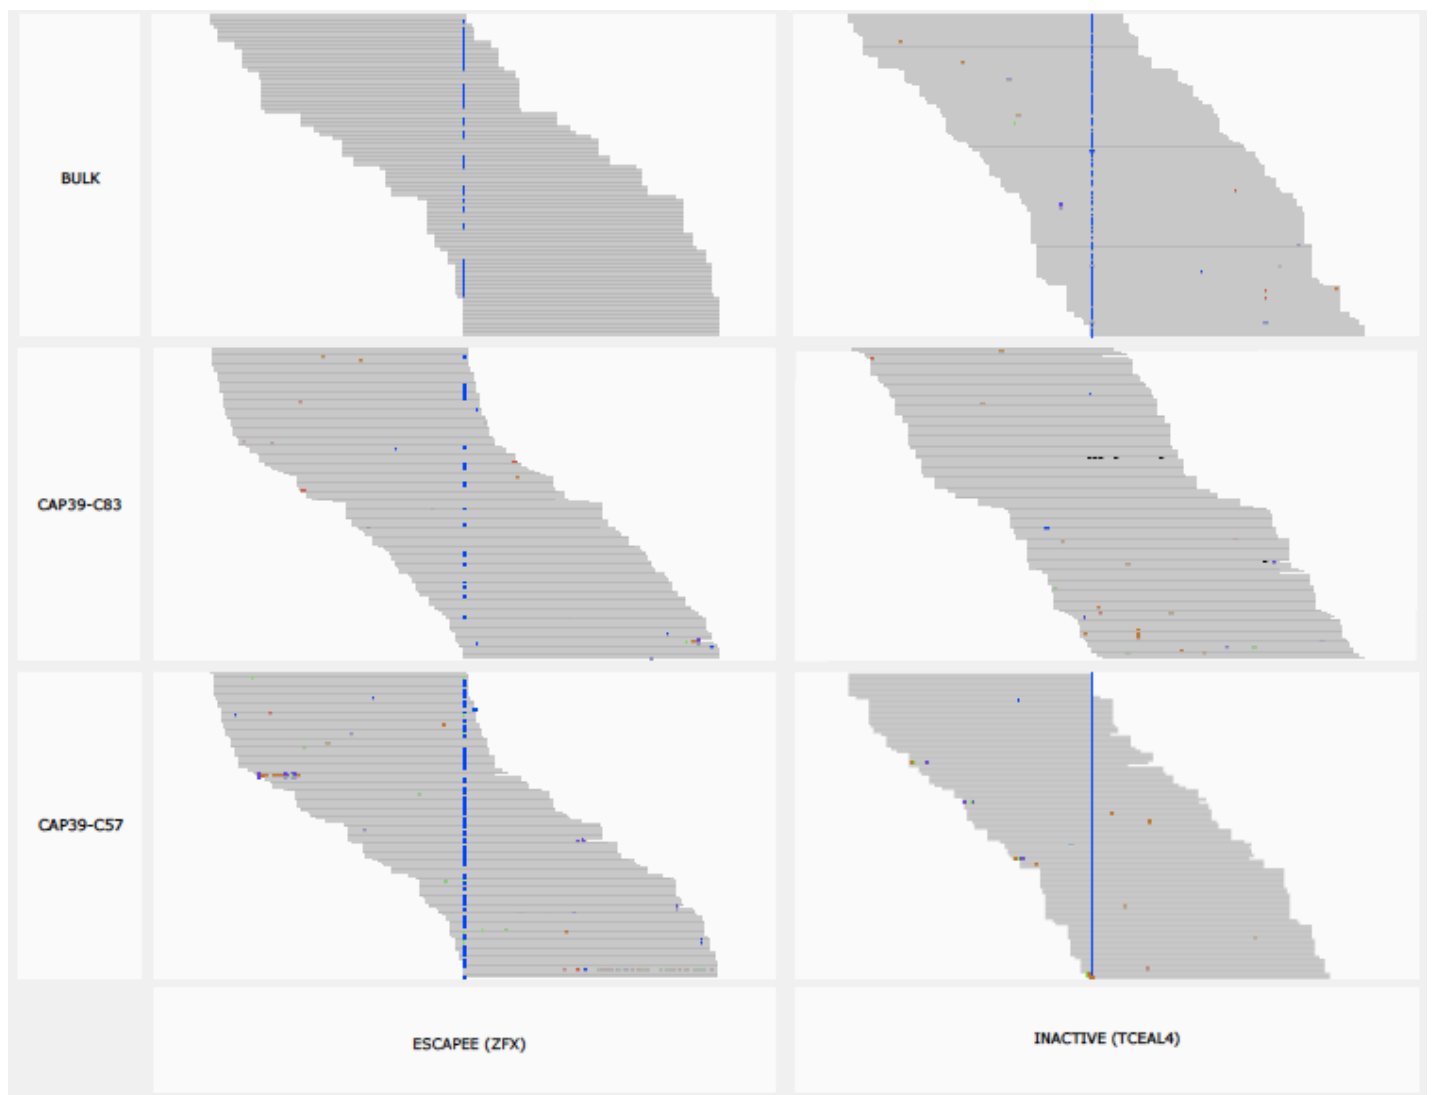 BULK
CAP39-C83
CAP39-C57
ESCAPEE (ZFX)
INACTIVE (TCEAL4)